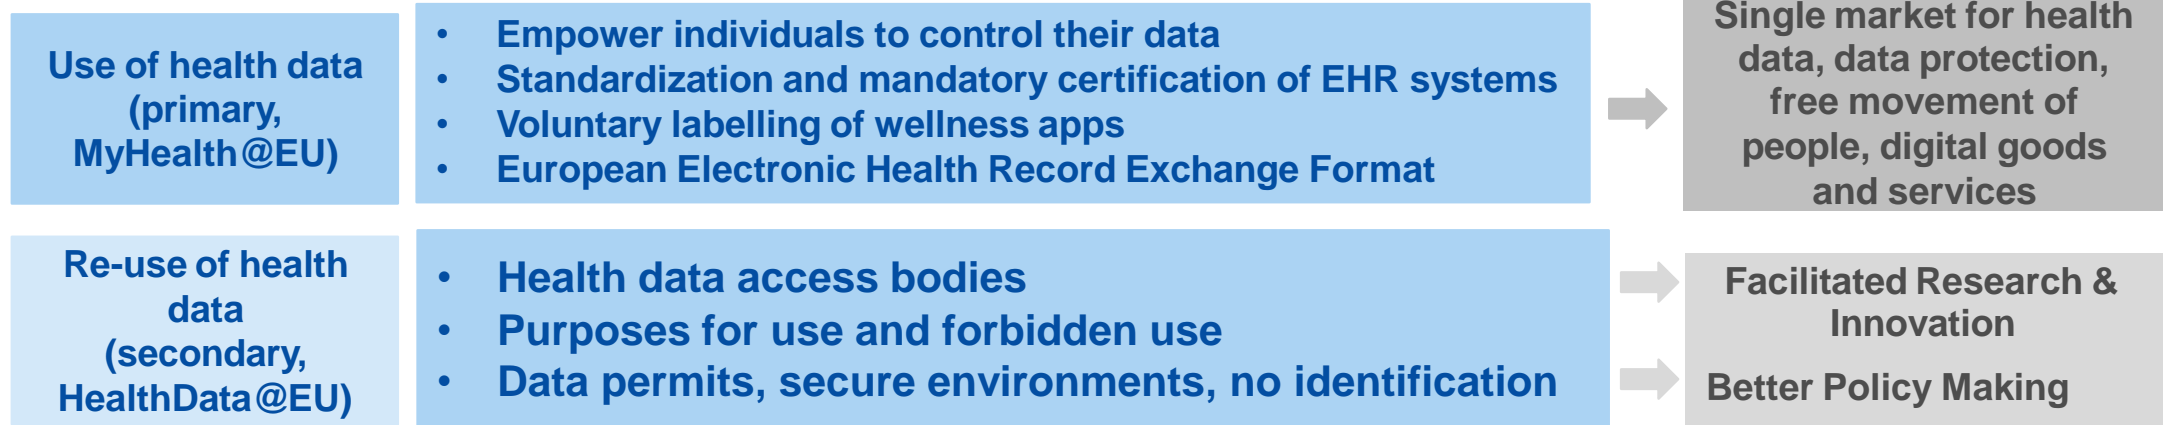 Use of health data
(primary,
MyHealth@EU)
• Empower individuals to control their data
• Standardization and mandatory certification of EHR systems
• Voluntary labelling of wellness apps
• European Electronic Health Record Exchange Format
Single market for health
data, data protection,
free movement of
people, digital goods
and services
Re-use of health
data
(secondary,
HealthData@EU)
• Health data access bodies
• Purposes for use and forbidden use
• Data permits, secure environments, no identification
Facilitated Research &
Innovation
Better Policy Making